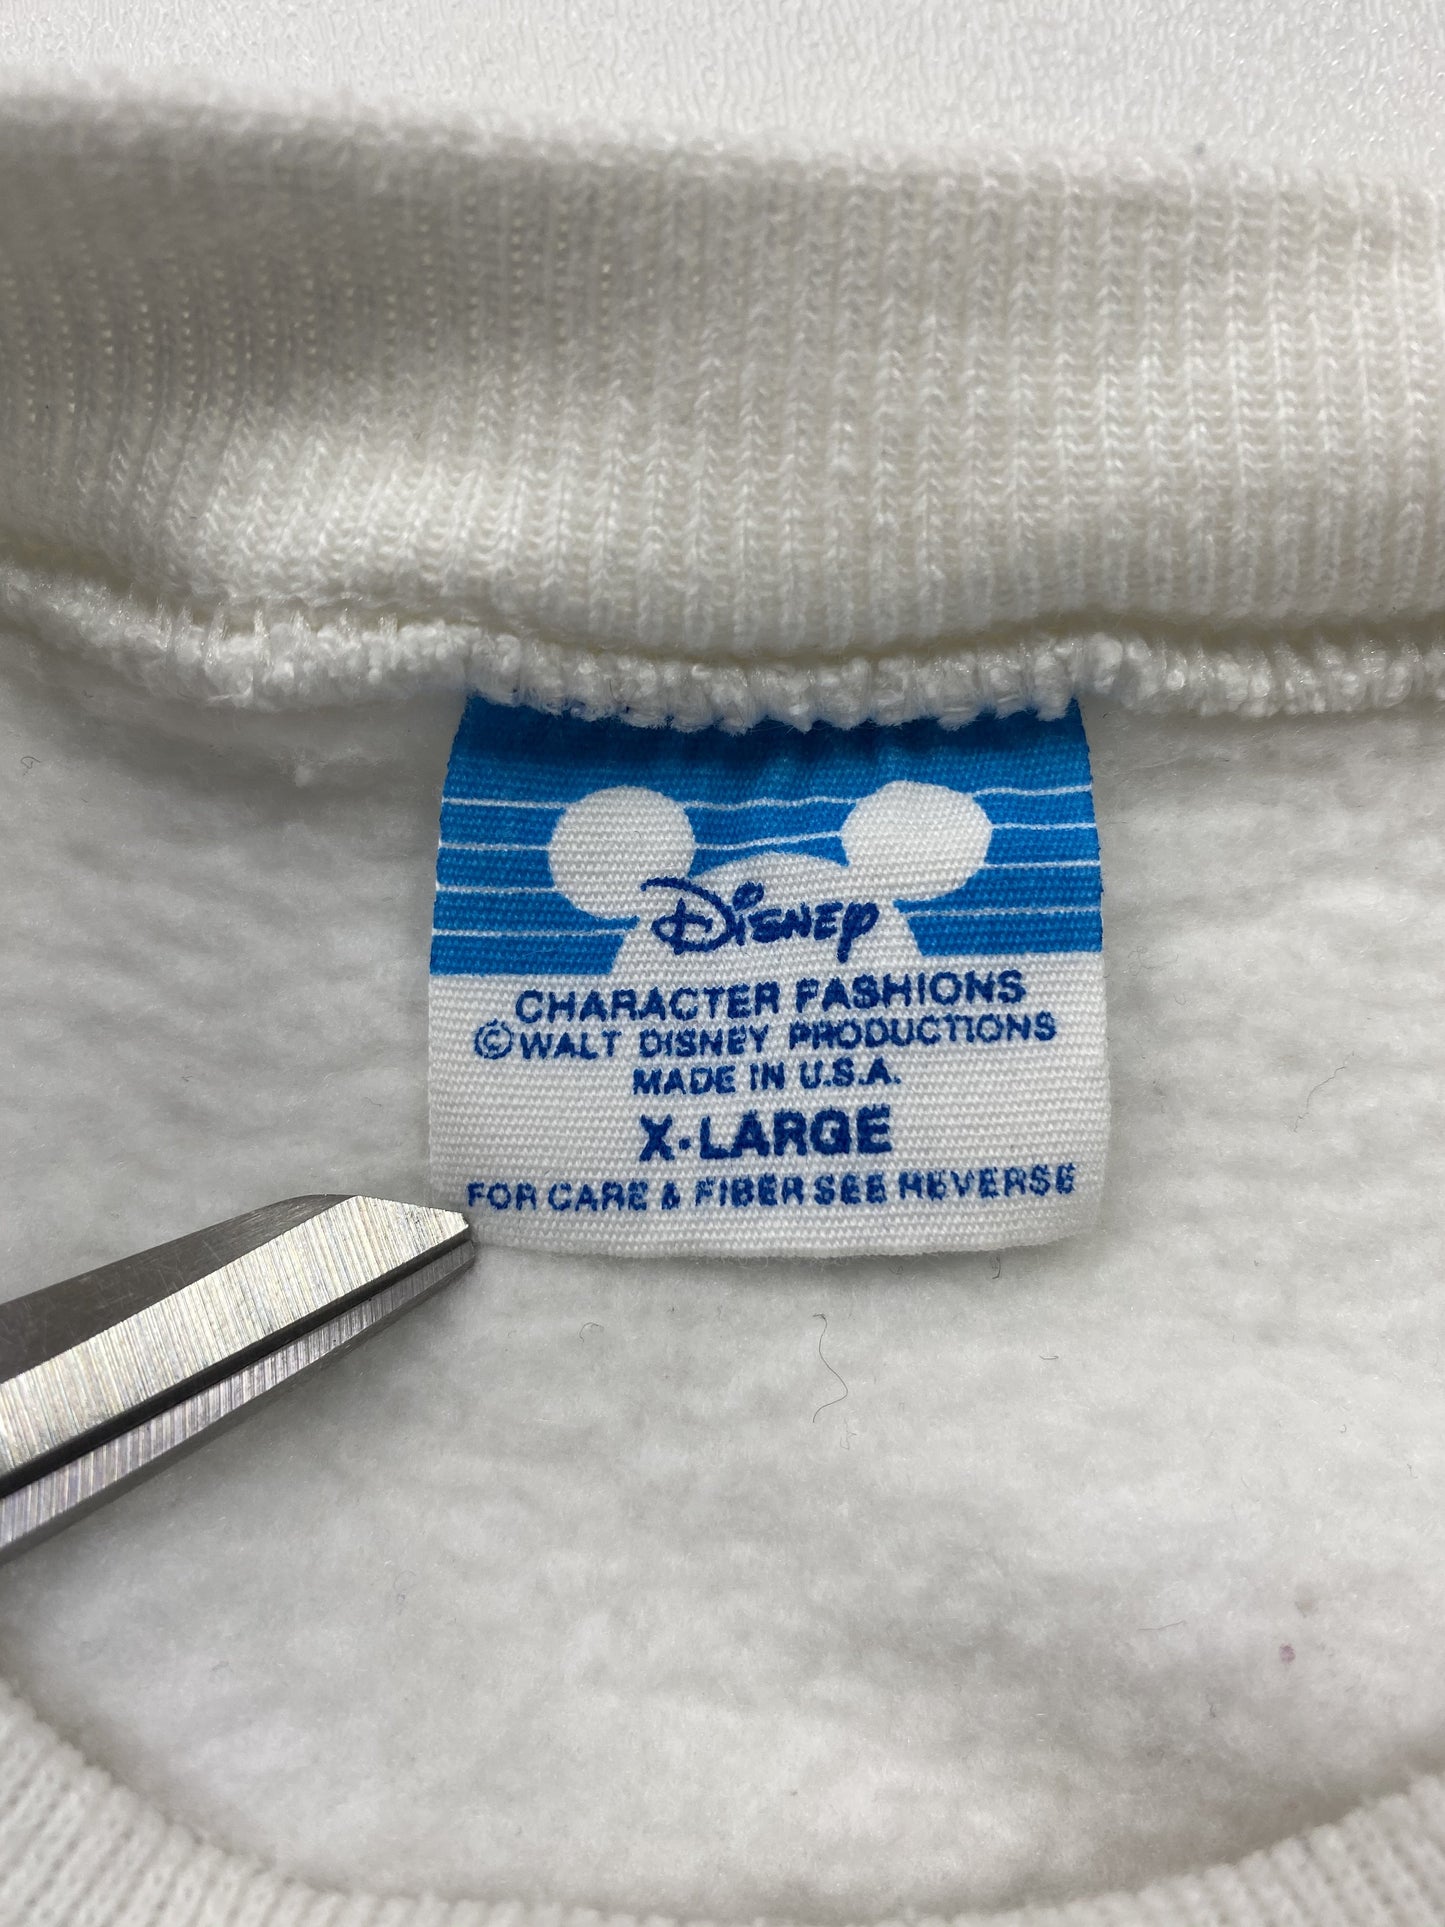 Disney
CHARACTER FASHIONS
©WALT DISNEY PRODUCTIONS
MADE IN U.S.A.
X-LARGE
FOR CARE & FIBER SEE REVERSE